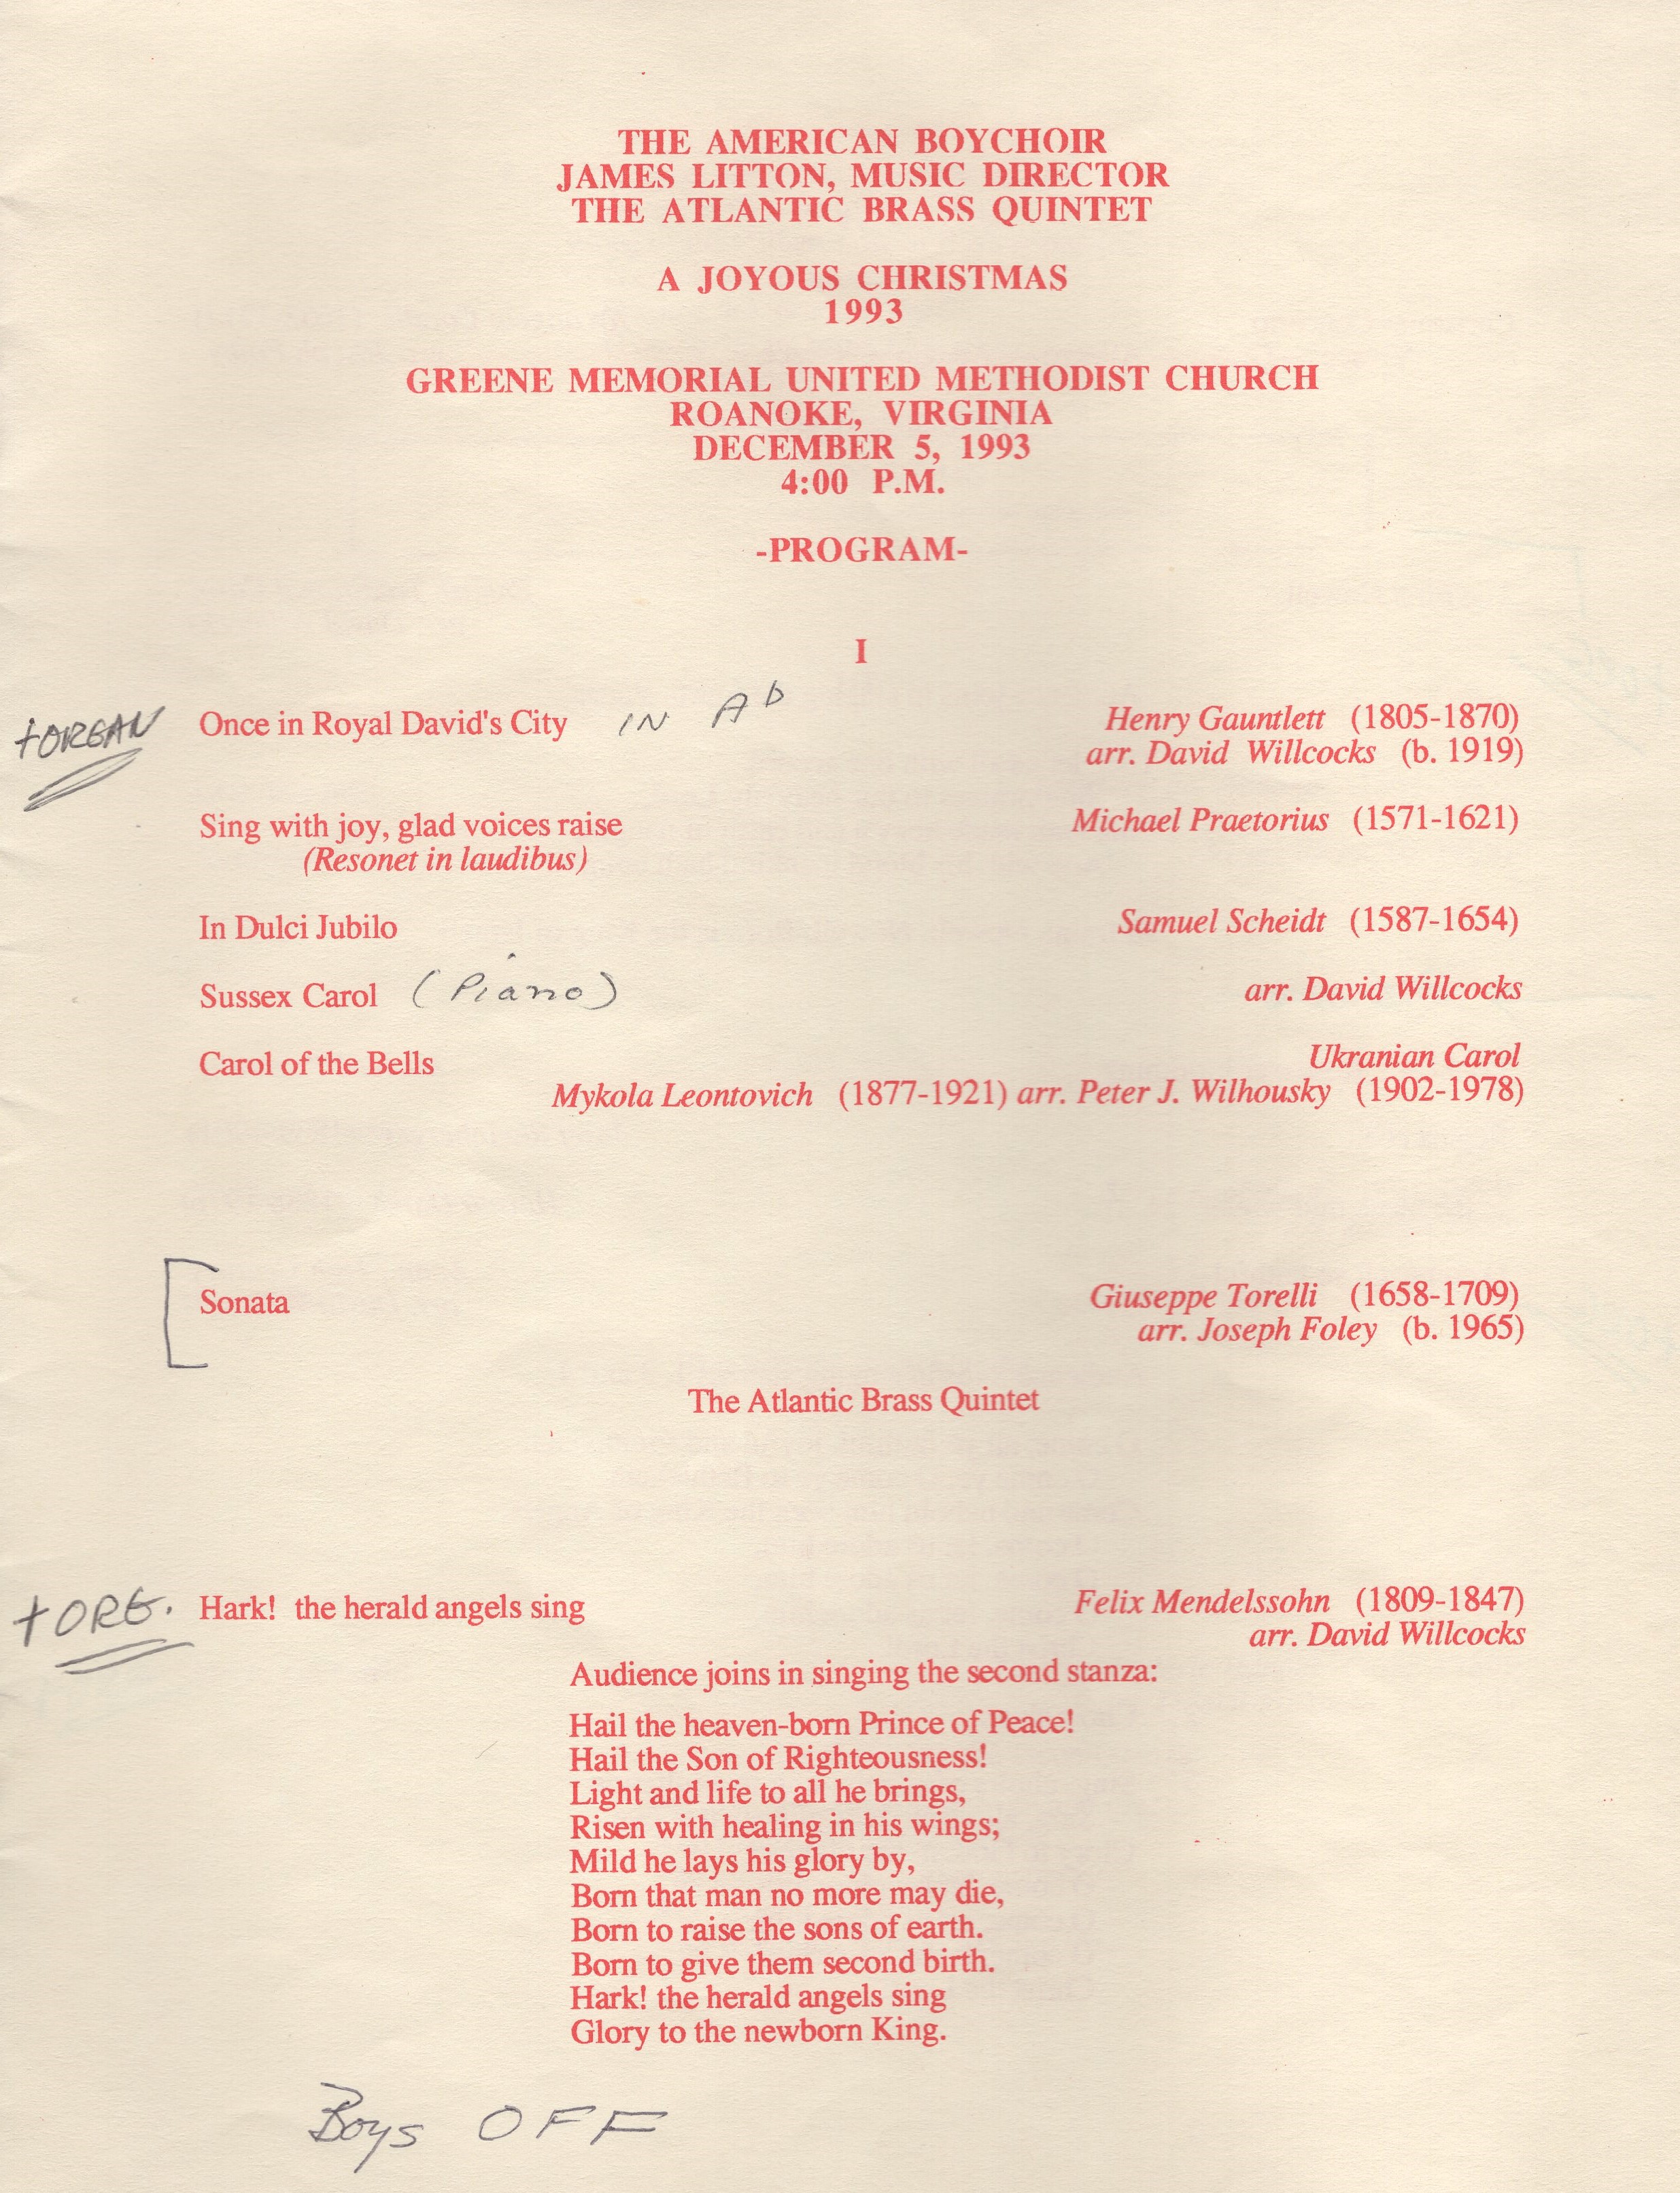 THE AMERICAN BOYCHOIR
JAMES LITTON, MUSIC DIRECTOR
THE ATLANTIC BRASS QUINTET
A JOYOUS CHRISTMAS
1993
GREENE MEMORIAL UNITED METHODIST CHURCH
ROANOKE, VIRGINIA
DECEMBER 5, 1993
4:00 P.M.
-PROGRAM-
I
+ORGAN Once in Royal David's City IN A♭ Henry Gauntlett (1805-1870)
arr. David Willcocks (b. 1919)
Sing with joy, glad voices raise Michael Praetorius (1571-1621)
(Resonet in laudibus)
In Dulci Jubilo Samuel Scheidt (1587-1654)
Sussex Carol (Piano) arr. David Willcocks
Carol of the Bells Ukranian Carol
Mykola Leontovich (1877-1921) arr. Peter J. Wilhousky (1902-1978)
Sonata Giuseppe Torelli (1658-1709)
arr. Joseph Foley (b. 1965)
The Atlantic Brass Quintet
+ORG. Hark! the herald angels sing Felix Mendelssohn (1809-1847)
arr. David Willcocks
Audience joins in singing the second stanza:
Hail the heaven-born Prince of Peace!
Hail the Son of Righteousness!
Light and life to all he brings,
Risen with healing in his wings;
Mild he lays his glory by,
Born that man no more may die,
Born to raise the sons of earth.
Born to give them second birth.
Hark! the herald angels sing
Glory to the newborn King.
Boys OFF